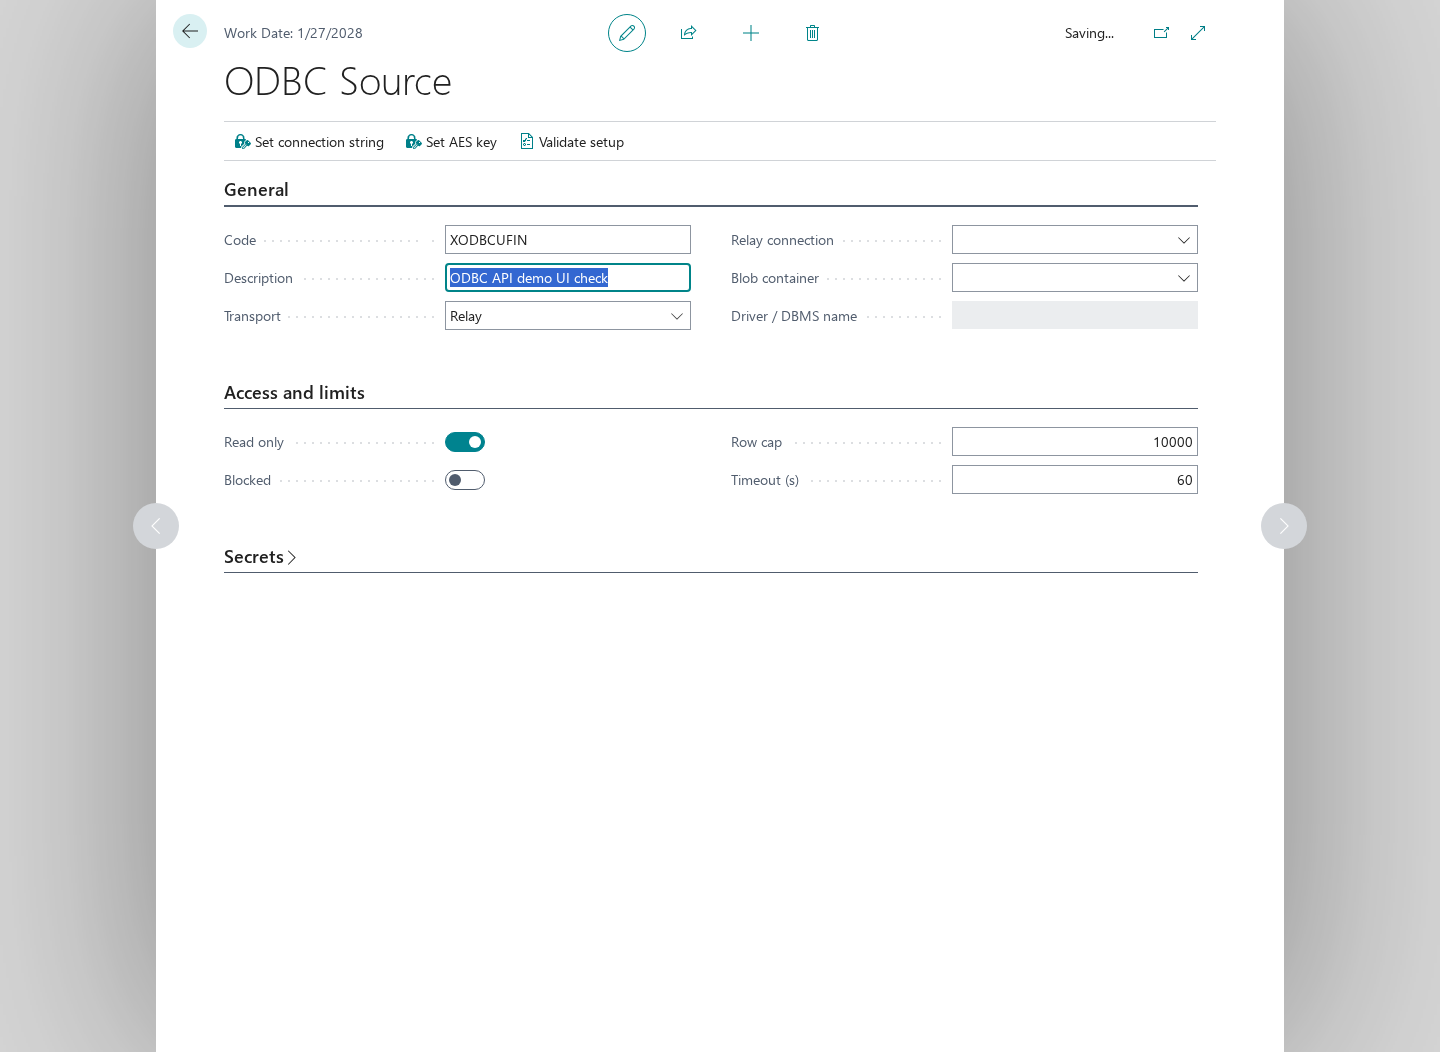 Work Date: 1/27/2028
Saving...
ODBC Source
Set connection string
Set AES key
Validate setup
General
Code
XODBCUFIN
Relay connection
Description
ODBC API demo UI check
Blob container
Transport
Relay
Driver / DBMS name
Access and limits
Read only
Row cap
10000
Blocked
Timeout (s)
60
Secrets